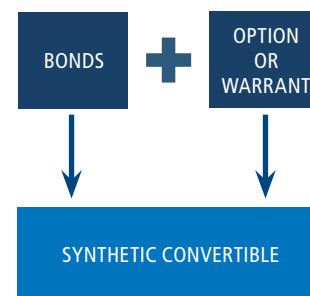 BONDS
OPTION
OR
WARRANT
SYNTHETIC CONVERTIBLE